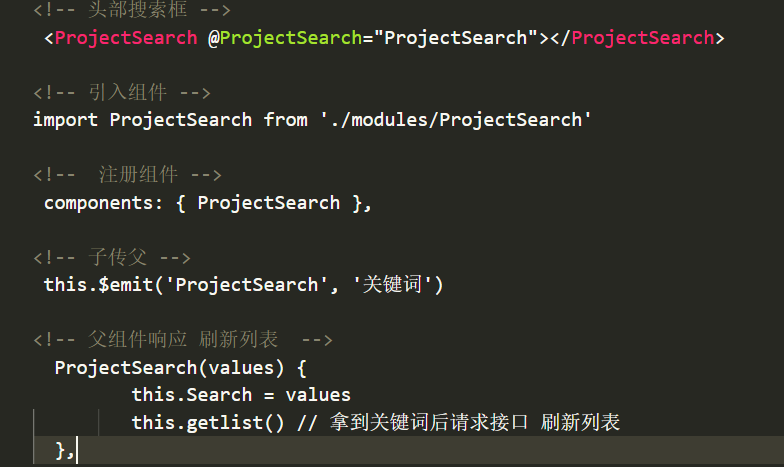 <!-- 头部搜索框 -->
<ProjectSearch @ProjectSearch="ProjectSearch"></ProjectSearch>
<!-- 引入组件 -->
import ProjectSearch from './modules/ProjectSearch'
<!-- 注册组件 -->
components: { ProjectSearch },
<!-- 子传父 -->
this.$emit('ProjectSearch', '关键词')
<!-- 父组件响应 刷新列表 -->
ProjectSearch(values) {
this.Search = values
this.getlist() // 拿到关键词后请求接口 刷新列表
},